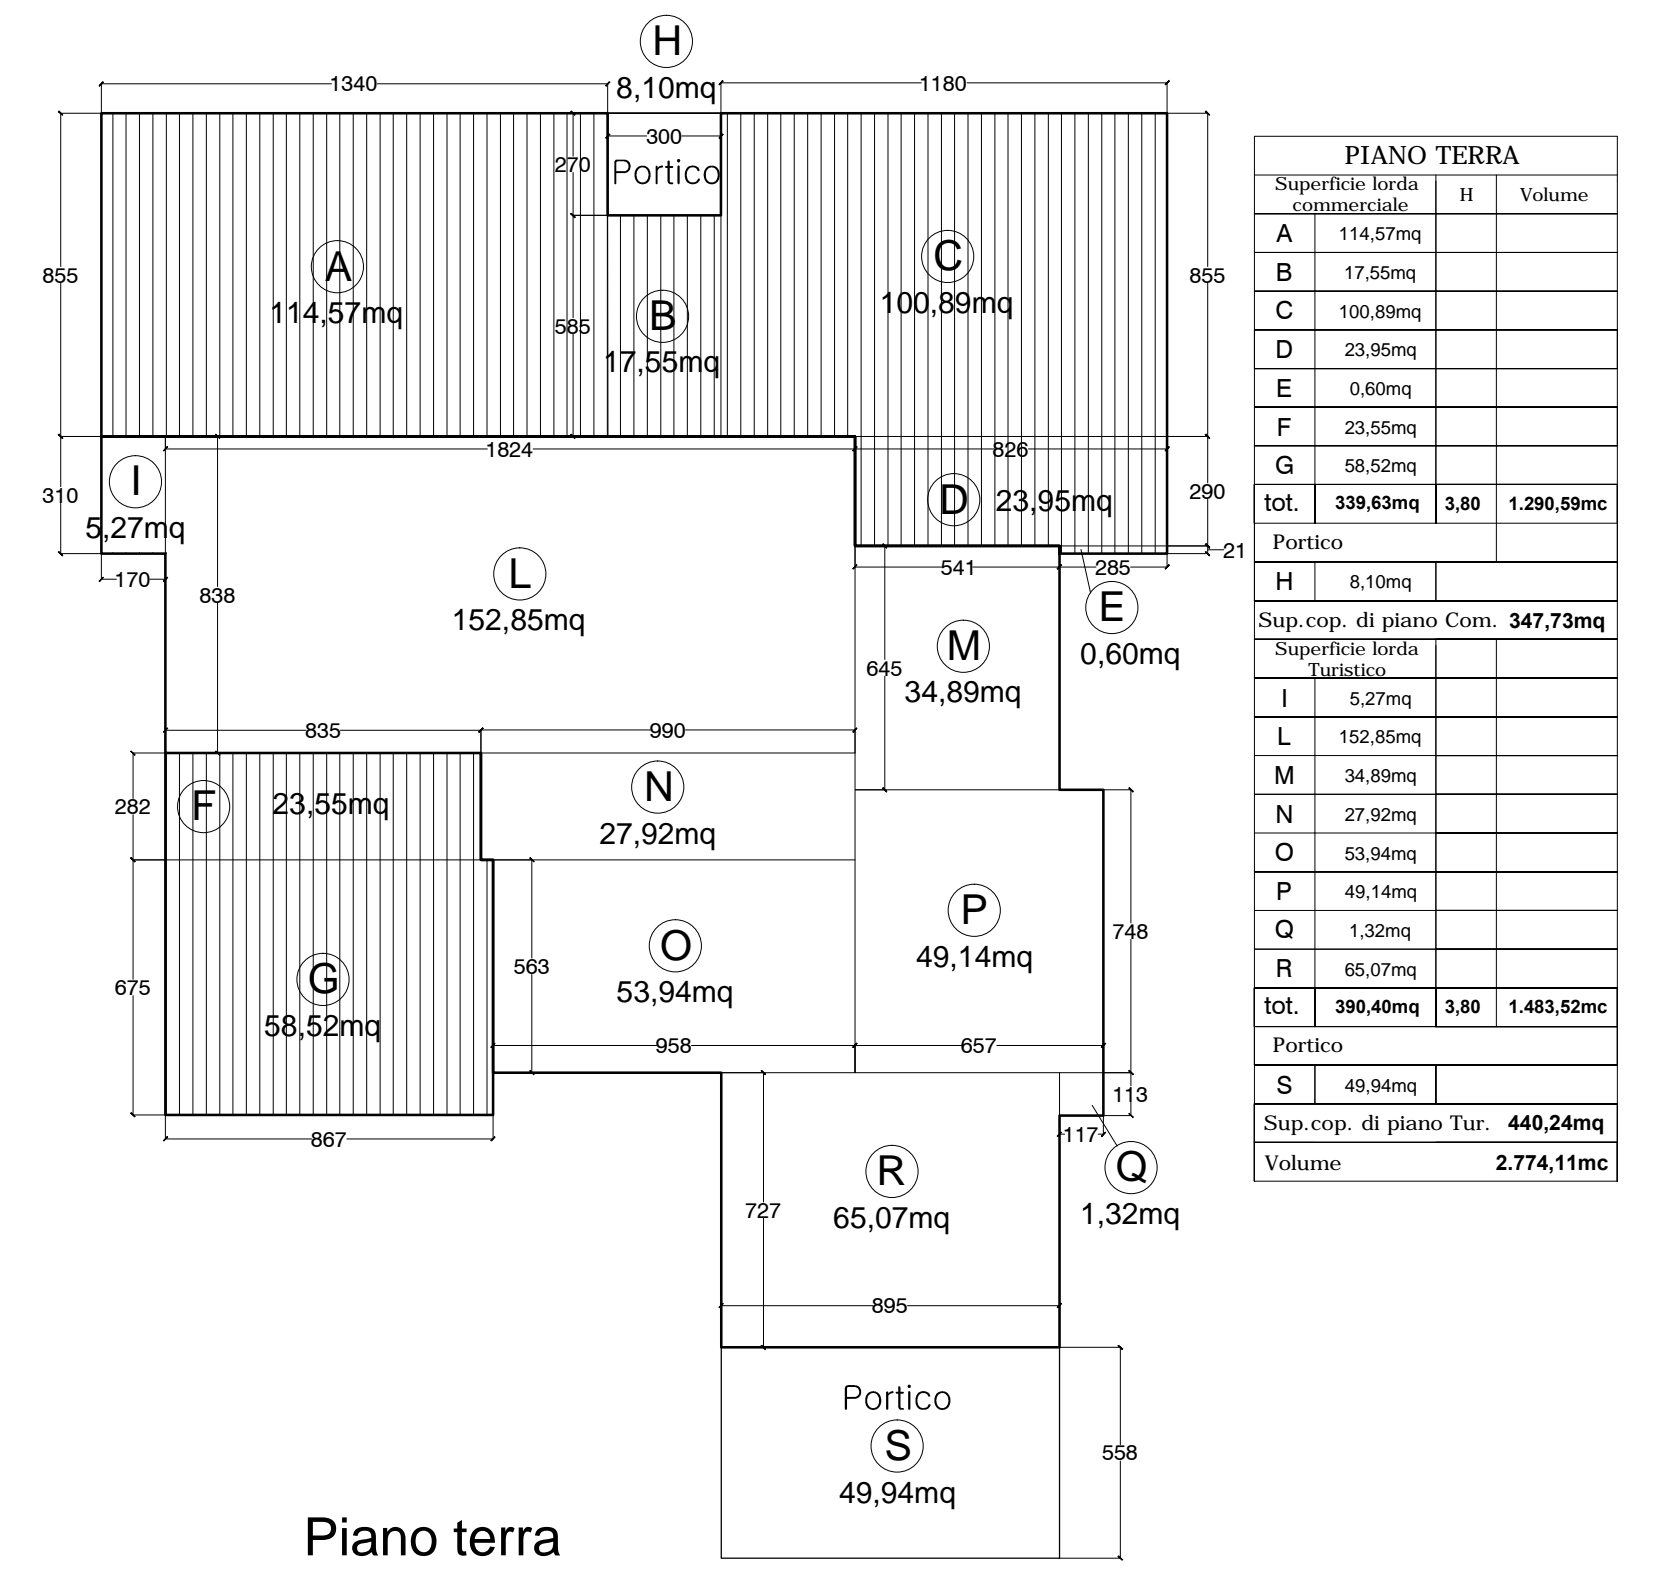 H
8,10mq
1340
1180
300
270
Portico
855
A
114,57mq
585
B
17,55mq
C
100,89mq
855
1824
826
310
I
5,27mq
170
838
L
152,85mq
D 23,95mq
290
21
541
285
E
0,60mq
M
34,89mq
645
835
990
282
F 23,55mq
N
27,92mq
675
G
58,52mq
867
563
O
53,94mq
958
P
49,14mq
657
748
113
117
Q
1,32mq
R
65,07mq
727
895
Portico
S
49,94mq
558
Piano terra
PIANO TERRA
Superficie lorda
commerciale H Volume
A 114,57mq
B 17,55mq
C 100,89mq
D 23,95mq
E 0,60mq
F 23,55mq
G 58,52mq
tot. 339,63mq 3,80 1.290,59mc
Portico
H 8,10mq
Sup.cop. di piano Com. 347,73mq
Superficie lorda
Turistico
I 5,27mq
L 152,85mq
M 34,89mq
N 27,92mq
O 53,94mq
P 49,14mq
Q 1,32mq
R 65,07mq
tot. 390,40mq 3,80 1.483,52mc
Portico
S 49,94mq
Sup.cop. di piano Tur. 440,24mq
Volume 2.774,11mc